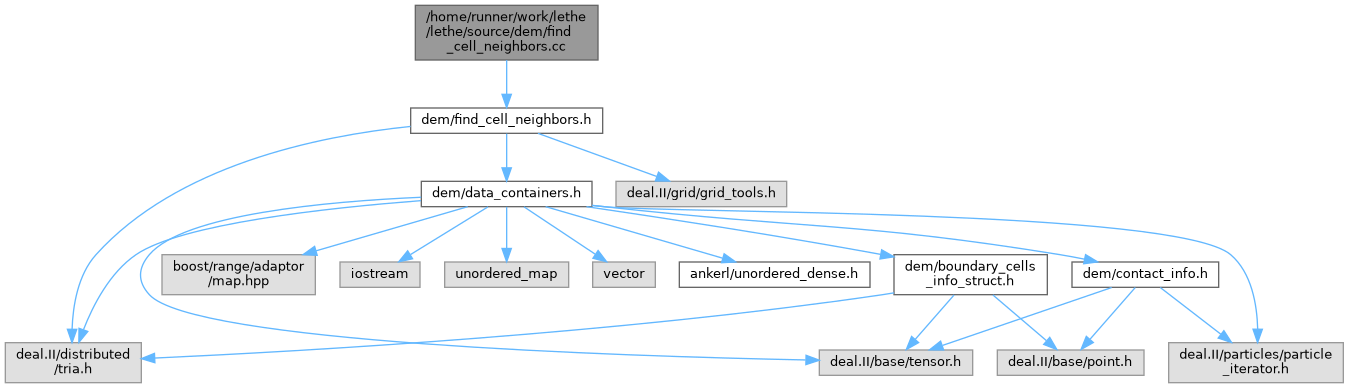 /home/runner/work/lethe
/lethe/source/dem/find
_cell_neighbors.cc
dem/find_cell_neighbors.h
dem/data_containers.h
deal.II/grid/grid_tools.h
boost/range/adaptor
/map.hpp
iostream
unordered_map
vector
ankerl/unordered_dense.h
dem/boundary_cells
_info_struct.h
dem/contact_info.h
deal.II/distributed
/tria.h
deal.II/base/tensor.h
deal.II/base/point.h
deal.II/particles/particle
_iterator.h